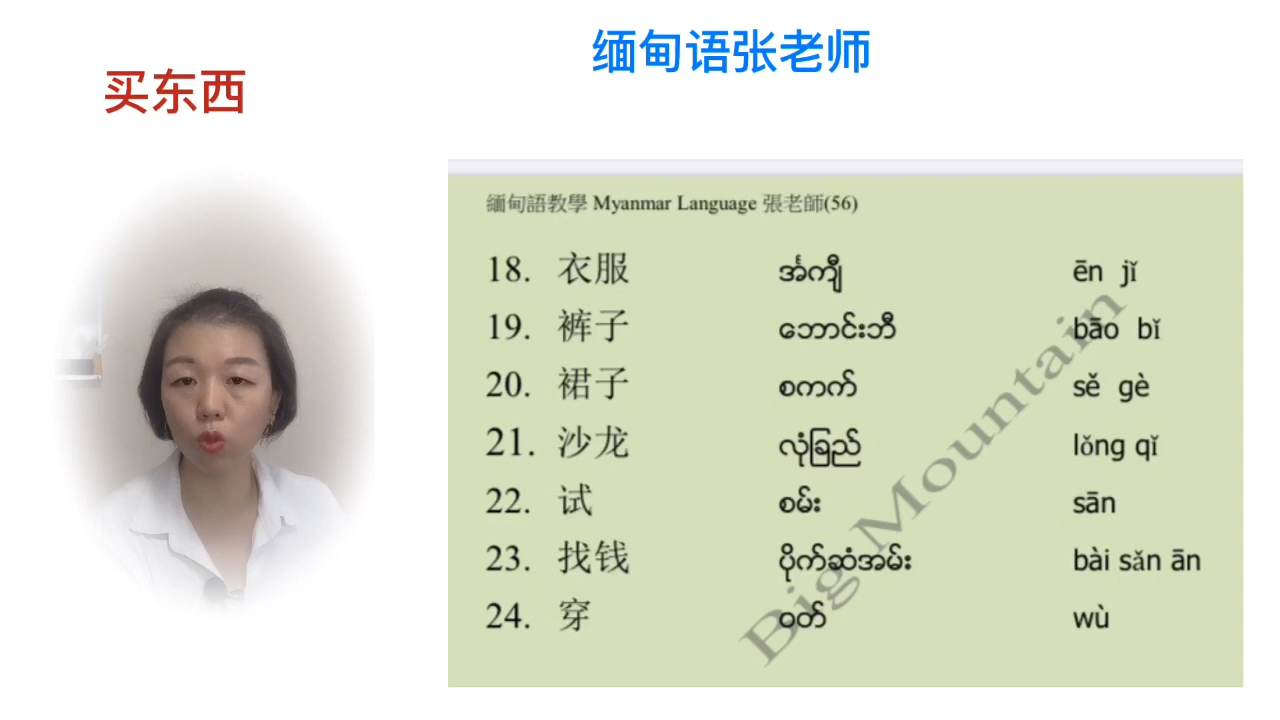 缅甸语张老师
买东西
緬甸語教學 Myanmar Language 張老師(56)
18. 衣服 အင်္ကျီ ēn jǐ
19. 裤子 ဘောင်းဘီ bāo bǐ
20. 裙子 စကက် sě gè
21. 沙龙 လုံခြည် lǒng qǐ
22. 试 စမ်း sān
23. 找钱 ပိုက်ဆံအမ်း bài sǎn ān
24. 穿 ဝတ် wù
Big Mountain